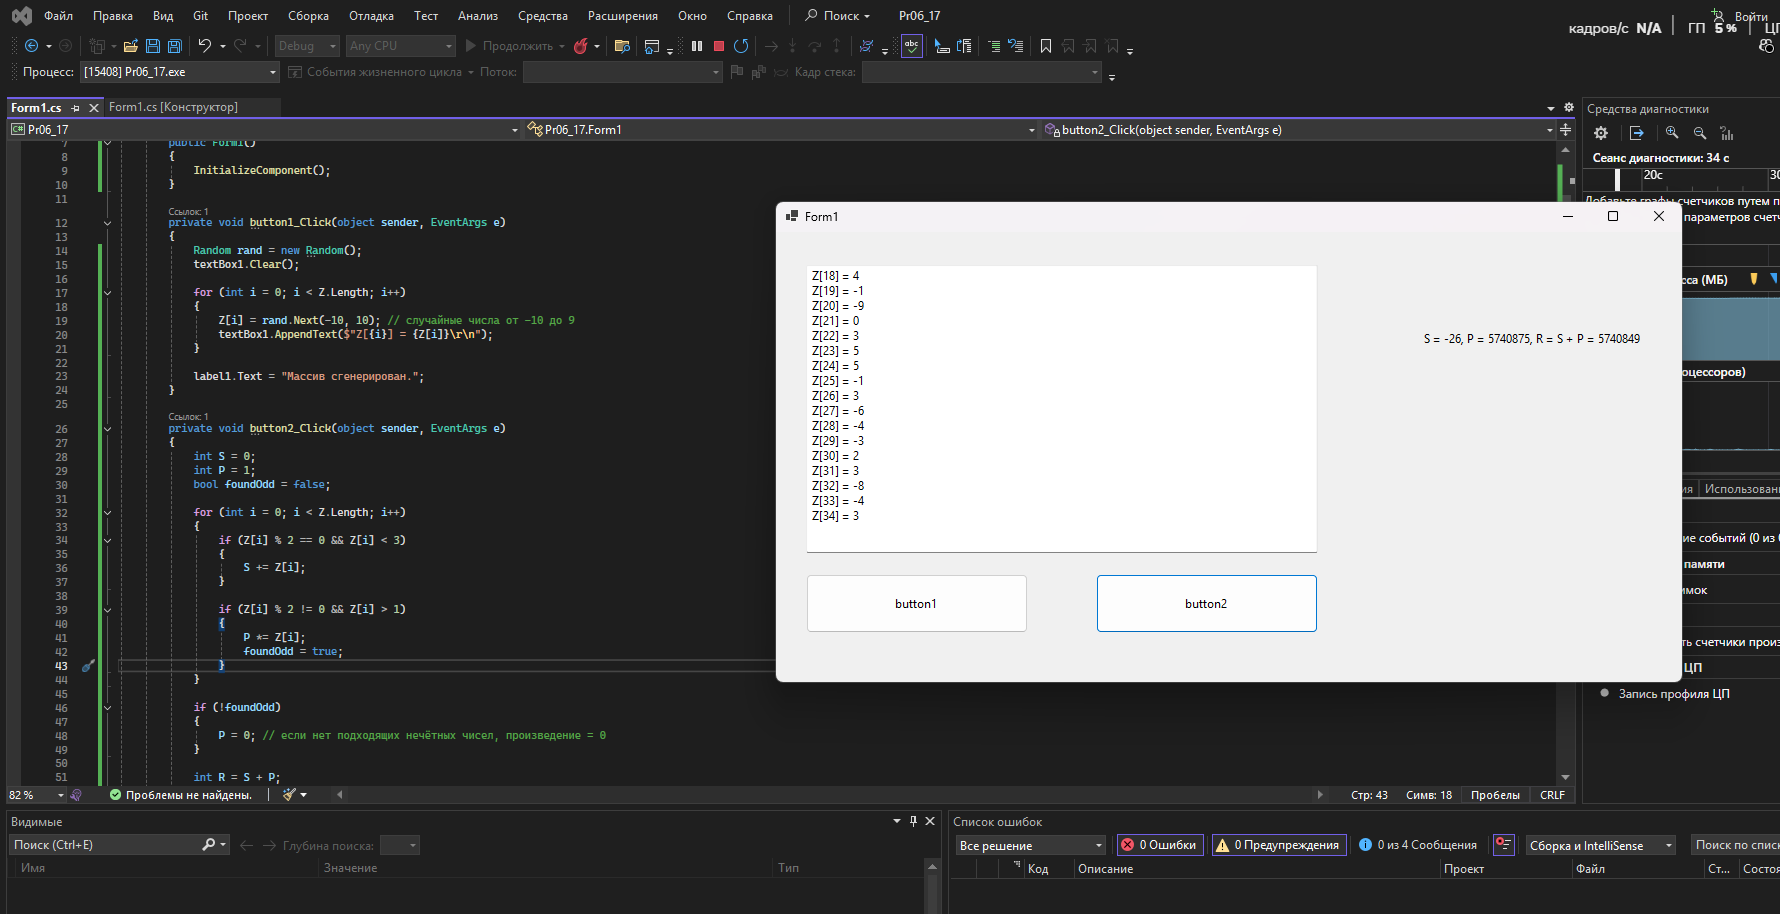 Файл Правка Вид Git Проект Сборка Отладка Тест Анализ Средства Расширения Окно Справка Поиск Pr06_17 Войти
кадров/с N/A ГП 5 % ЦП
Debug Any CPU Продолжить
Процесс: [15408] Pr06_17.exe События жизненного цикла Поток: Кадр стека:
Form1.cs Form1.cs [Конструктор]
Pr06_17 Pr06_17.Form1 button2_Click(object sender, EventArgs e)
7 public Form1()
8 {
9 InitializeComponent();
10 }
11
Ссылок: 1
12 private void button1_Click(object sender, EventArgs e)
13 {
14 Random rand = new Random();
15 textBox1.Clear();
16
17 for (int i = 0; i < Z.Length; i++)
18 {
19 Z[i] = rand.Next(-10, 10); // случайные числа от -10 до 9
20 textBox1.AppendText($"Z[{i}] = {Z[i]}\r\n");
21 }
22
23 label1.Text = "Массив сгенерирован.";
24 }
25
Ссылок: 1
26 private void button2_Click(object sender, EventArgs e)
27 {
28 int S = 0;
29 int P = 1;
30 bool foundOdd = false;
31
32 for (int i = 0; i < Z.Length; i++)
33 {
34 if (Z[i] % 2 == 0 && Z[i] < 3)
35 {
36 S += Z[i];
37 }
38
39 if (Z[i] % 2 != 0 && Z[i] > 1)
40 {
41 P *= Z[i];
42 foundOdd = true;
43 }
44 }
45
46 if (!foundOdd)
47 {
48 P = 0; // если нет подходящих нечётных чисел, произведение = 0
49 }
50
51 int R = S + P;
82 % Проблемы не найдены. Стр: 43 Симв: 18 Пробелы CRLF
Form1
Z[18] = 4
Z[19] = -1
Z[20] = -9
Z[21] = 0
Z[22] = 3
Z[23] = 5
Z[24] = 5
Z[25] = -1
Z[26] = 3
Z[27] = -6
Z[28] = -4
Z[29] = -3
Z[30] = 2
Z[31] = 3
Z[32] = -8
Z[33] = -4
Z[34] = 3
S = -26, P = 5740875, R = S + P = 5740849
button1 button2
Средства диагностики
Сеанс диагностики: 34 с
20с 30
Добавьте графы счетчиков путем п
параметров счетч
сса (МБ)
оцессоров)
ия Использовани
ие событий (0 из 0
памяти
имок
ть счетчики произ
ЦП
Запись профиля ЦП
Видимые
Поиск (Ctrl+E) Глубина поиска:
Имя Значение Тип
Список ошибок
Все решение 0 Ошибки 0 Предупреждения 0 из 4 Сообщения Сборка и IntelliSense Поиск по списк
Код Описание Проект Файл Ст... Состоя